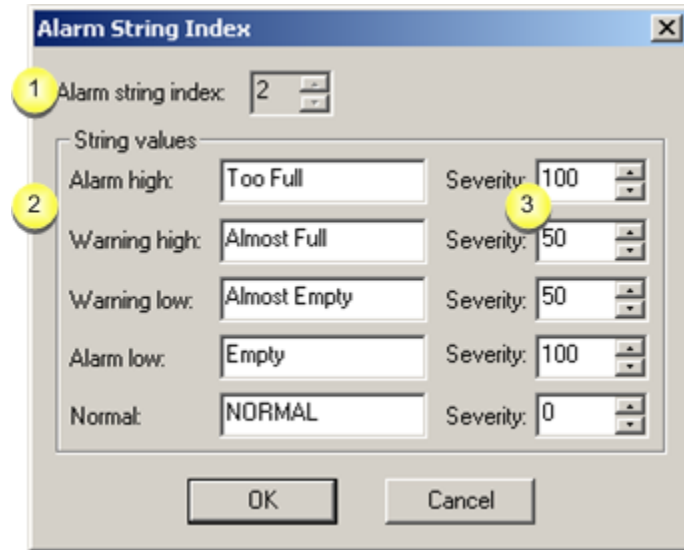 Alarm String Index
1 Alarm string index: 2
String values
Alarm high: Too Full Severity: 100
2 3
Warning high: Almost Full Severity: 50
Warning low: Almost Empty Severity: 50
Alarm low: Empty Severity: 100
Normal: NORMAL Severity: 0
OK Cancel